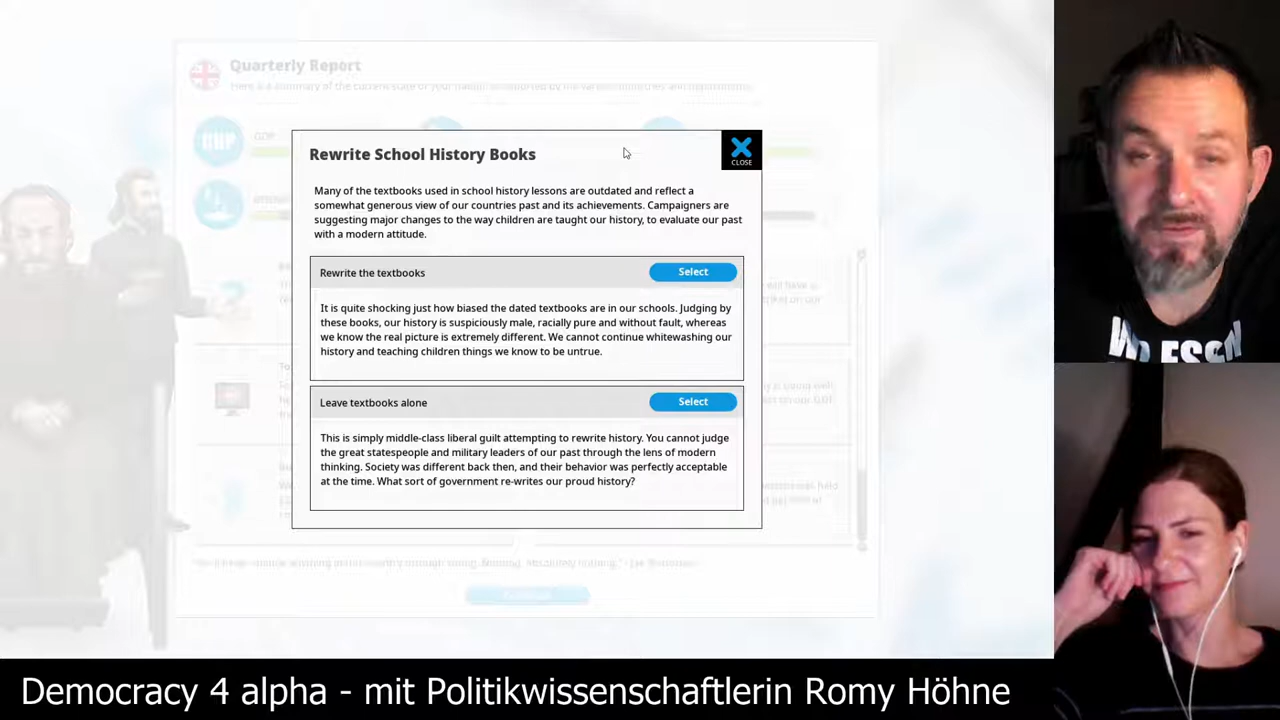 Quarterly Report
GDP
Rewrite School History Books
CLOSE
Many of the textbooks used in school history lessons are outdated and reflect a
somewhat generous view of our countries past and its achievements. Campaigners are
suggesting major changes to the way children are taught our history, to evaluate our past
with a modern attitude.
Rewrite the textbooks
Select
It is quite shocking just how biased the dated textbooks are in our schools. Judging by
these books, our history is suspiciously male, racially pure and without fault, whereas
we know the real picture is extremely different. We cannot continue whitewashing our
history and teaching children things we know to be untrue.
Leave textbooks alone
Select
This is simply middle-class liberal guilt attempting to rewrite history. You cannot judge
the great statespeople and military leaders of our past through the lens of modern
thinking. Society was different back then, and their behavior was perfectly acceptable
at the time. What sort of government re-writes our proud history?
Democracy 4 alpha - mit Politikwissenschaftlerin Romy Höhne